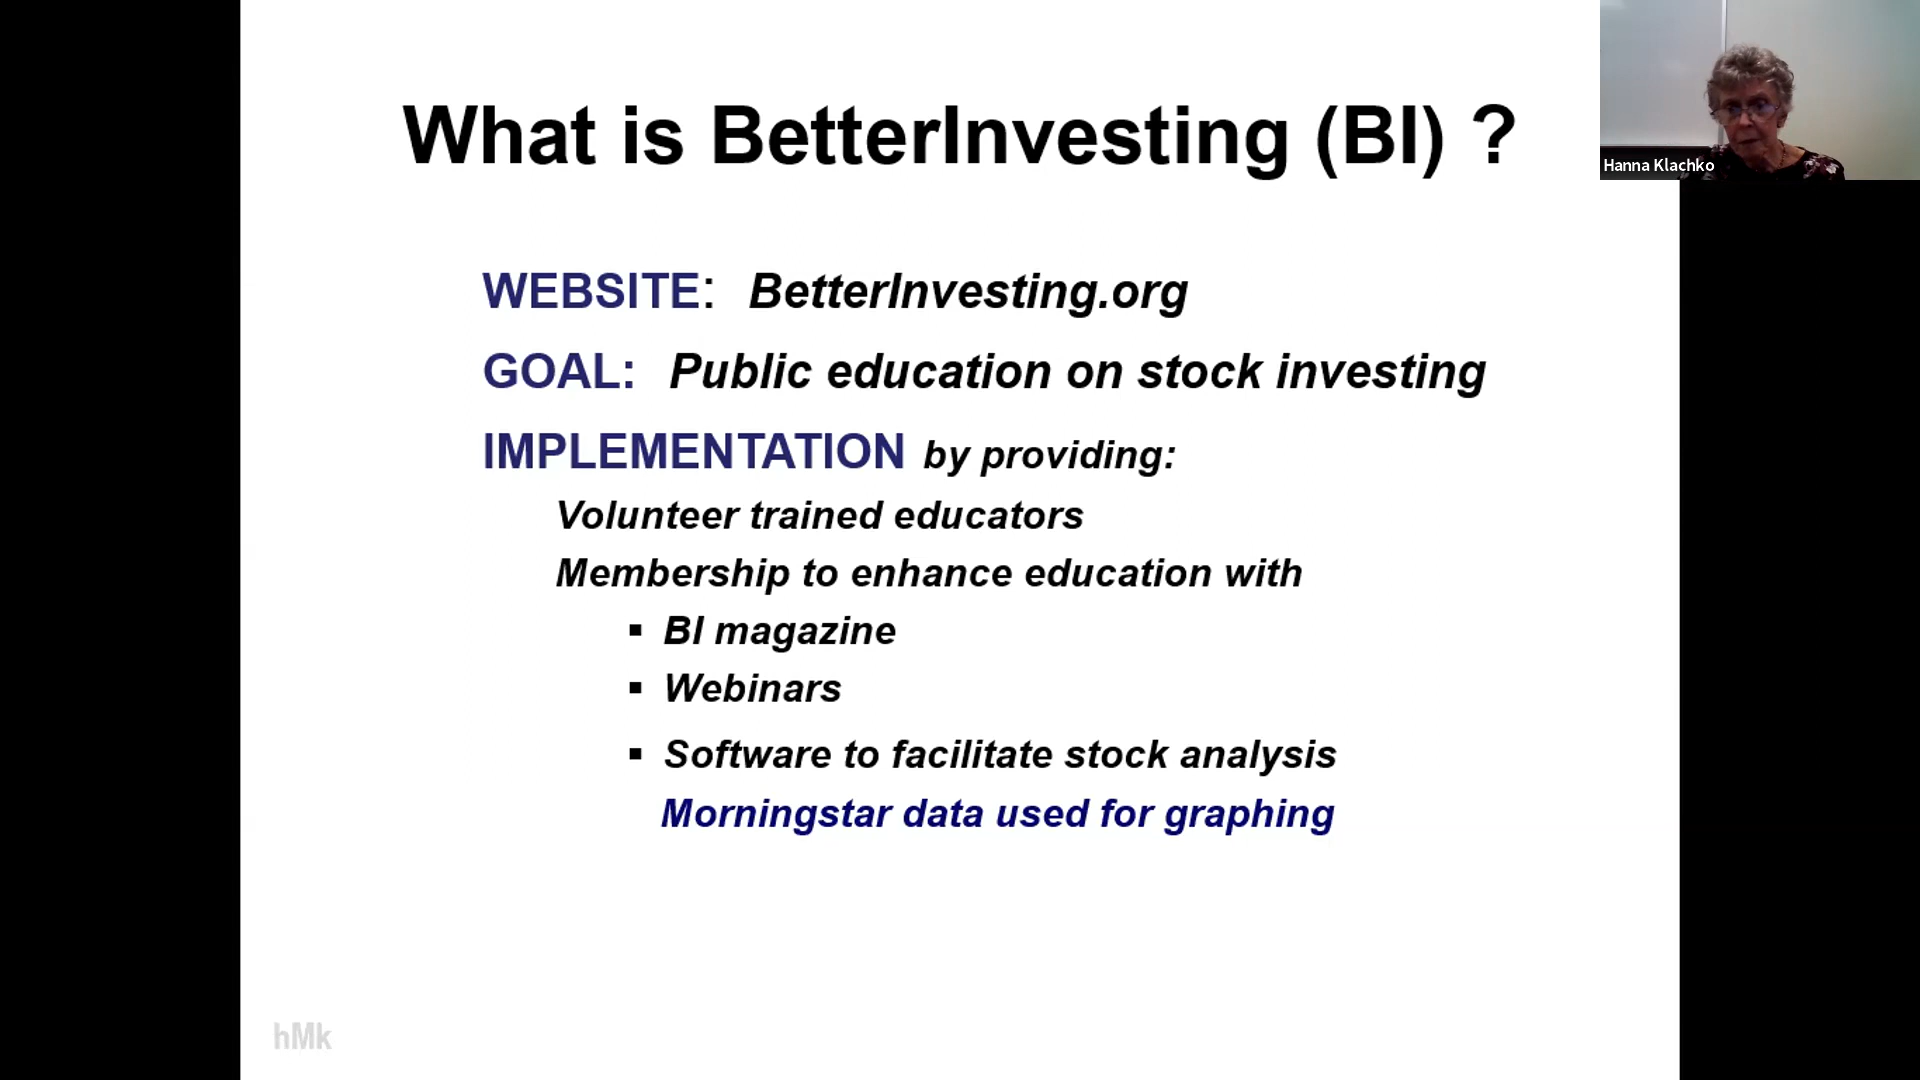 What is BetterInvesting (BI) ?
Hanna Klachko
WEBSITE: BetterInvesting.org
GOAL: Public education on stock investing
IMPLEMENTATION by providing:
Volunteer trained educators
Membership to enhance education with
▪ BI magazine
▪ Webinars
▪ Software to facilitate stock analysis
Morningstar data used for graphing
hMk